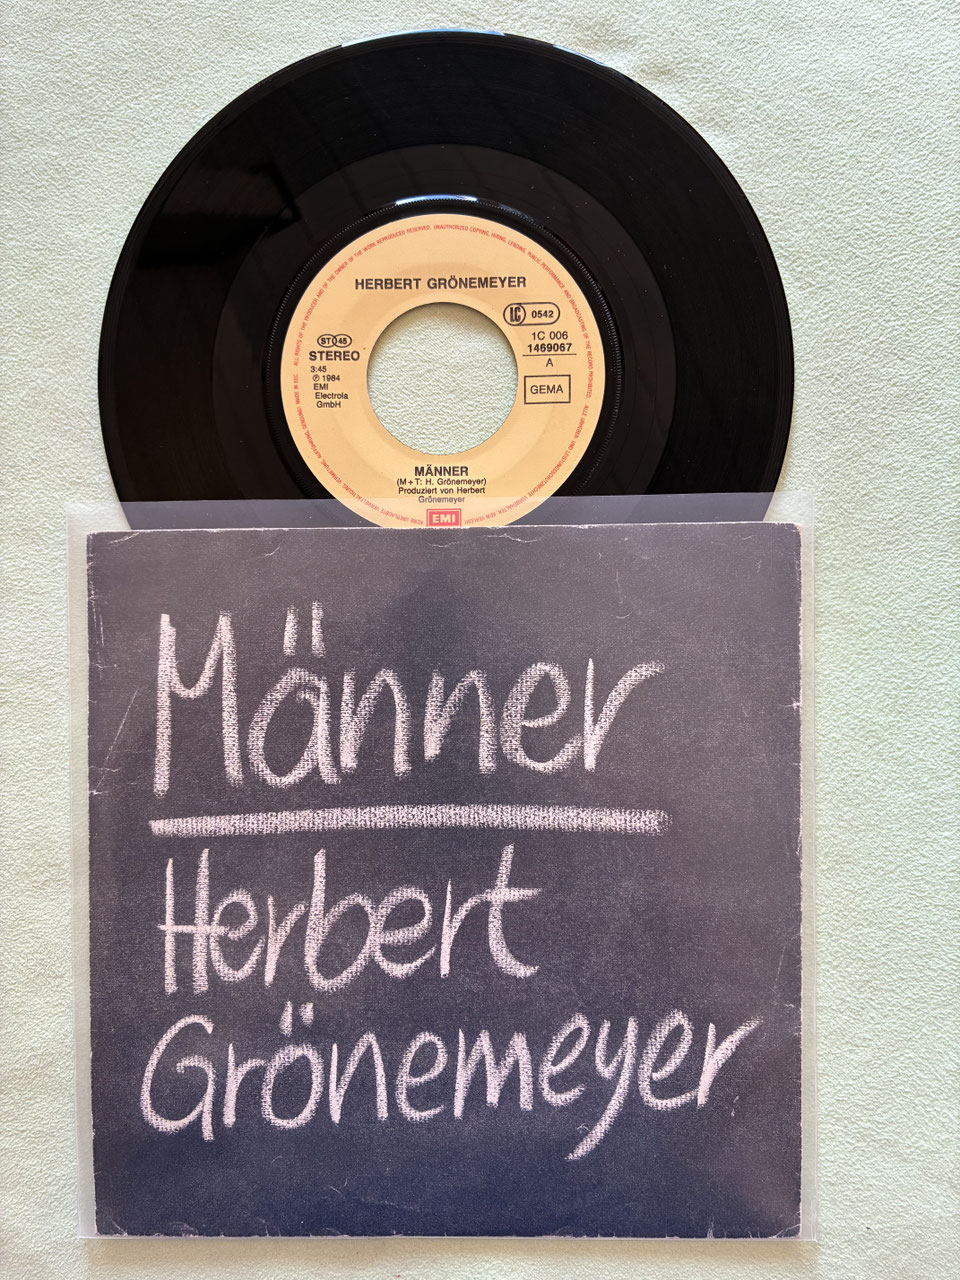 HERBERT GRÖNEMEYER
LC 0542
ST 45
STEREO
3:45
℗ 1984
EMI
Electrola
GmbH
1C 006
1469067
A
GEMA
MÄNNER
(M + T: H. Grönemeyer)
Produziert von Herbert
Grönemeyer
EMI
Männer
Herbert
Grönemeyer